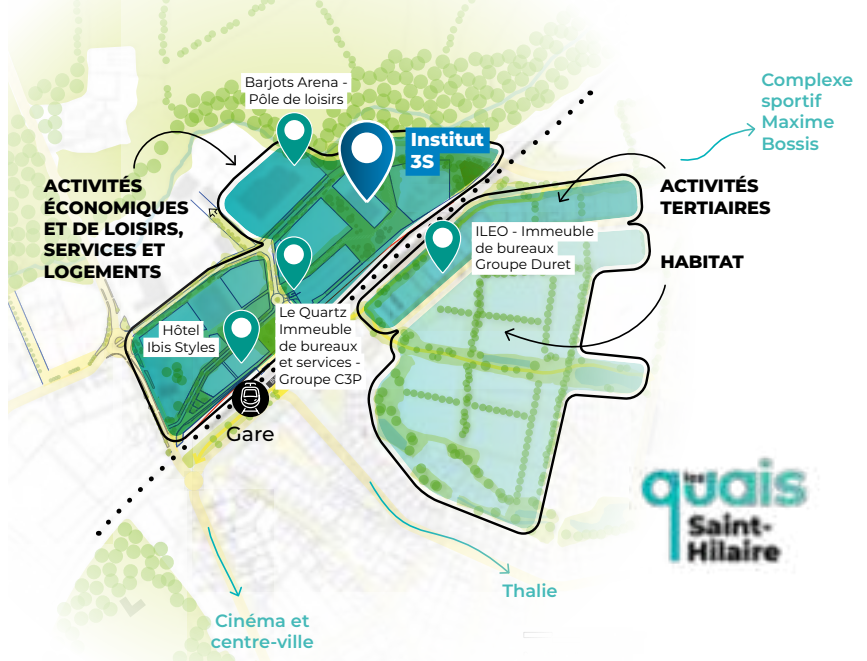 Barjots Arena -
Pôle de loisirs
Complexe
sportif
Maxime
Bossis
Institut
3S
ACTIVITÉS
ÉCONOMIQUES
ET DE LOISIRS,
SERVICES ET
LOGEMENTS
ACTIVITÉS
TERTIAIRES
ILEO - Immeuble
de bureaux
Groupe Duret
HABITAT
Le Quartz
Immeuble
de bureaux
et services -
Groupe C3P
Hôtel
Ibis Styles
Gare
les
quais
Saint-
Hilaire
Thalie
Cinéma et
centre-ville